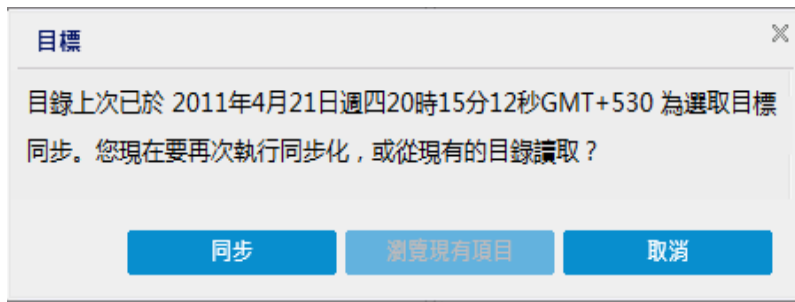 目標
目錄上次已於 2011年4月21日週四20時15分12秒GMT+530 為選取目標
同步。您現在要再次執行同步化，或從現有的目錄讀取？
同步
瀏覽現有項目
取消